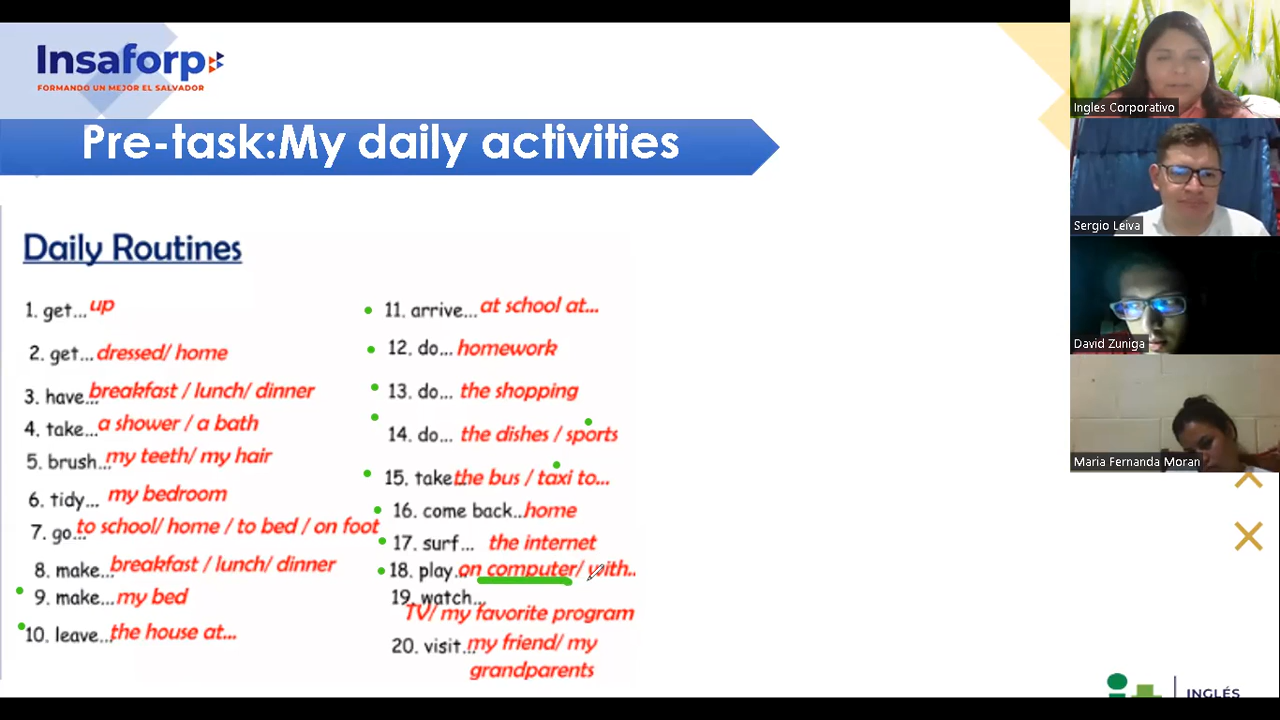 Insaforp
FORMANDO UN MEJOR EL SALVADOR
Pre-task:My daily activities
Daily Routines
1. get... up
2. get... dressed/ home
3. have... breakfast / lunch/ dinner
4. take... a shower / a bath
5. brush... my teeth/ my hair
6. tidy... my bedroom
7. go... to school/ home / to bed / on foot
8. make... breakfast / lunch/ dinner
9. make... my bed
10. leave... the house at...
11. arrive... at school at...
12. do... homework
13. do... the shopping
14. do... the dishes / sports
15. take... the bus / taxi to...
16. come back... home
17. surf... the internet
18. play... on computer/ with..
19. watch...
TV/ my favorite program
20. visit... my friend/ my
grandparents
Ingles Corporativo
Sergio Leiva
David Zuniga
Maria Fernanda Moran
INGLÉS